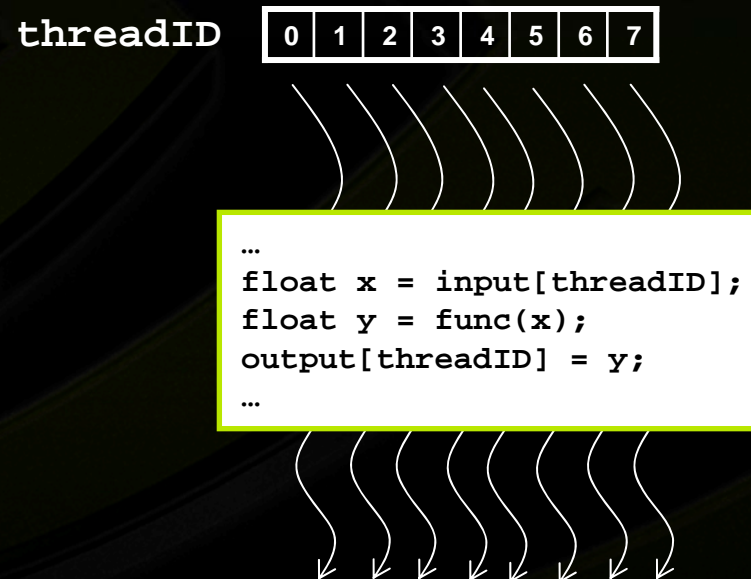 threadID 0 1 2 3 4 5 6 7
…
float x = input[threadID];
float y = func(x);
output[threadID] = y;
…